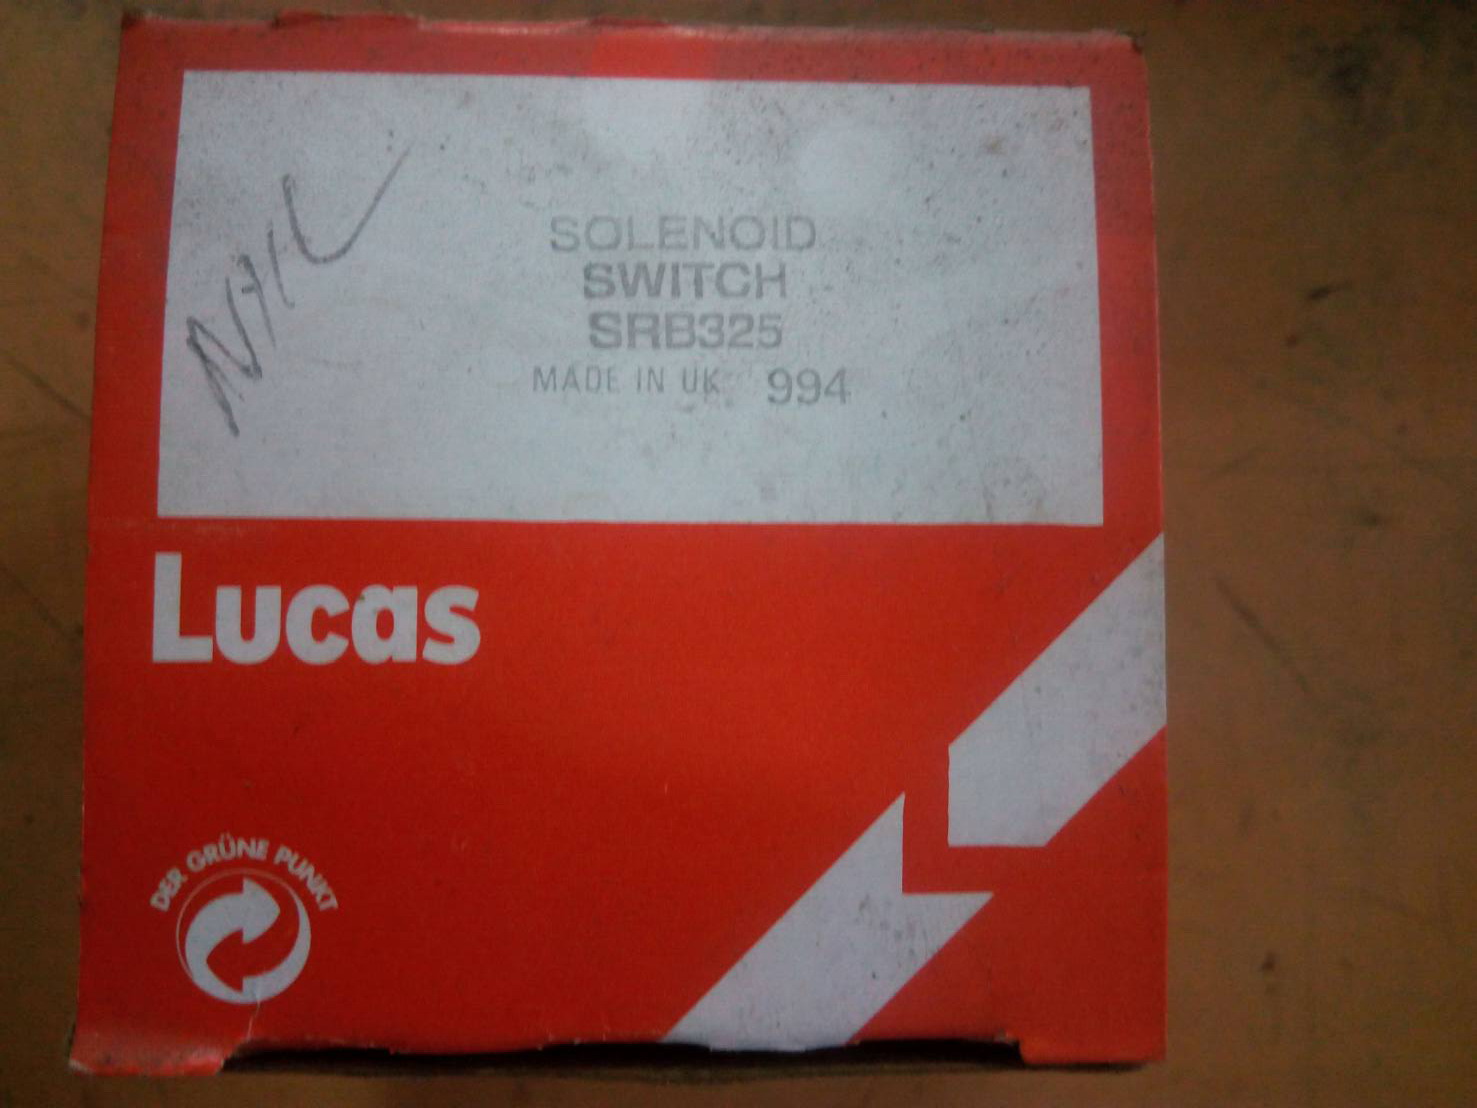 SOLENOID
SWITCH
SRB325
MADE IN UK 994
Lucas
DER GRÜNE PUNKT